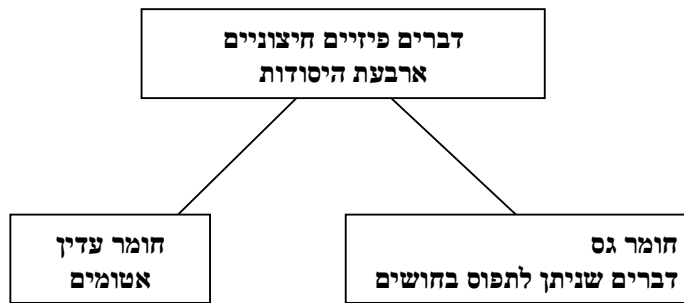 דברים פיזיים חיצוניים
ארבעת היסודות
חומר גס
דברים שניתן לתפוס בחושים
חומר עדין
אטומים